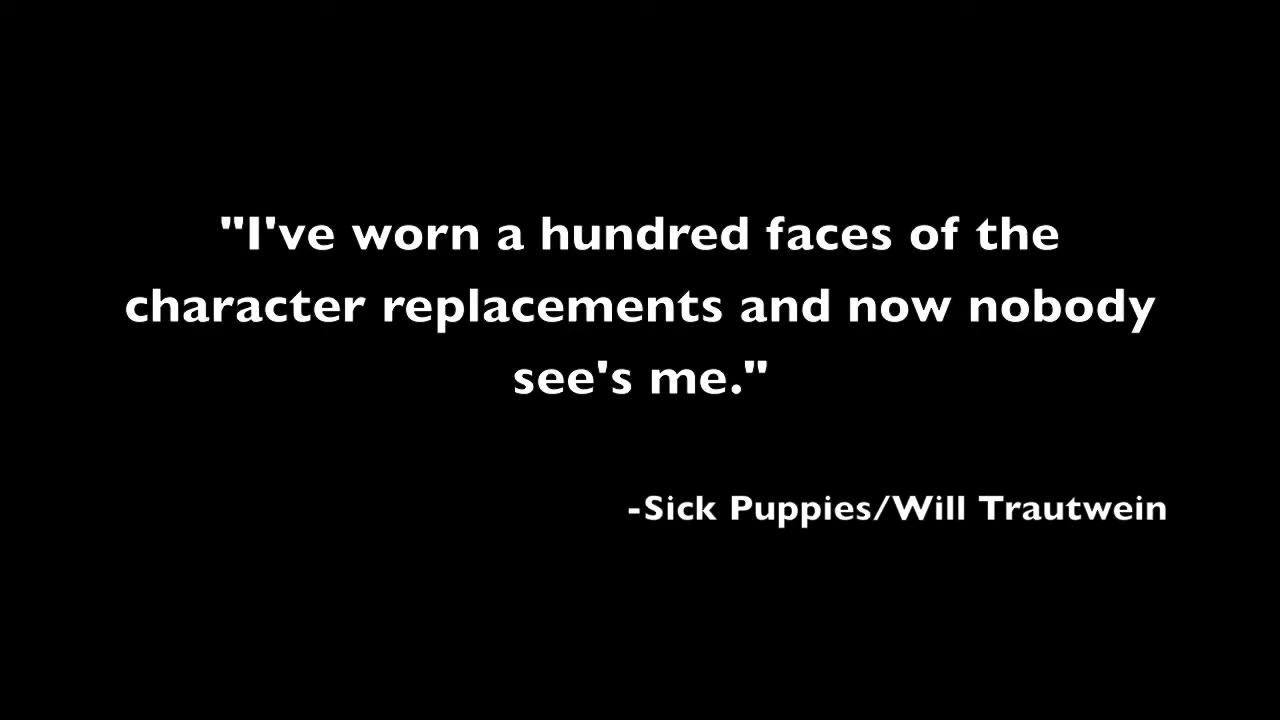 "I've worn a hundred faces of the
character replacements and now nobody
see's me."
-Sick Puppies/Will Trautwein